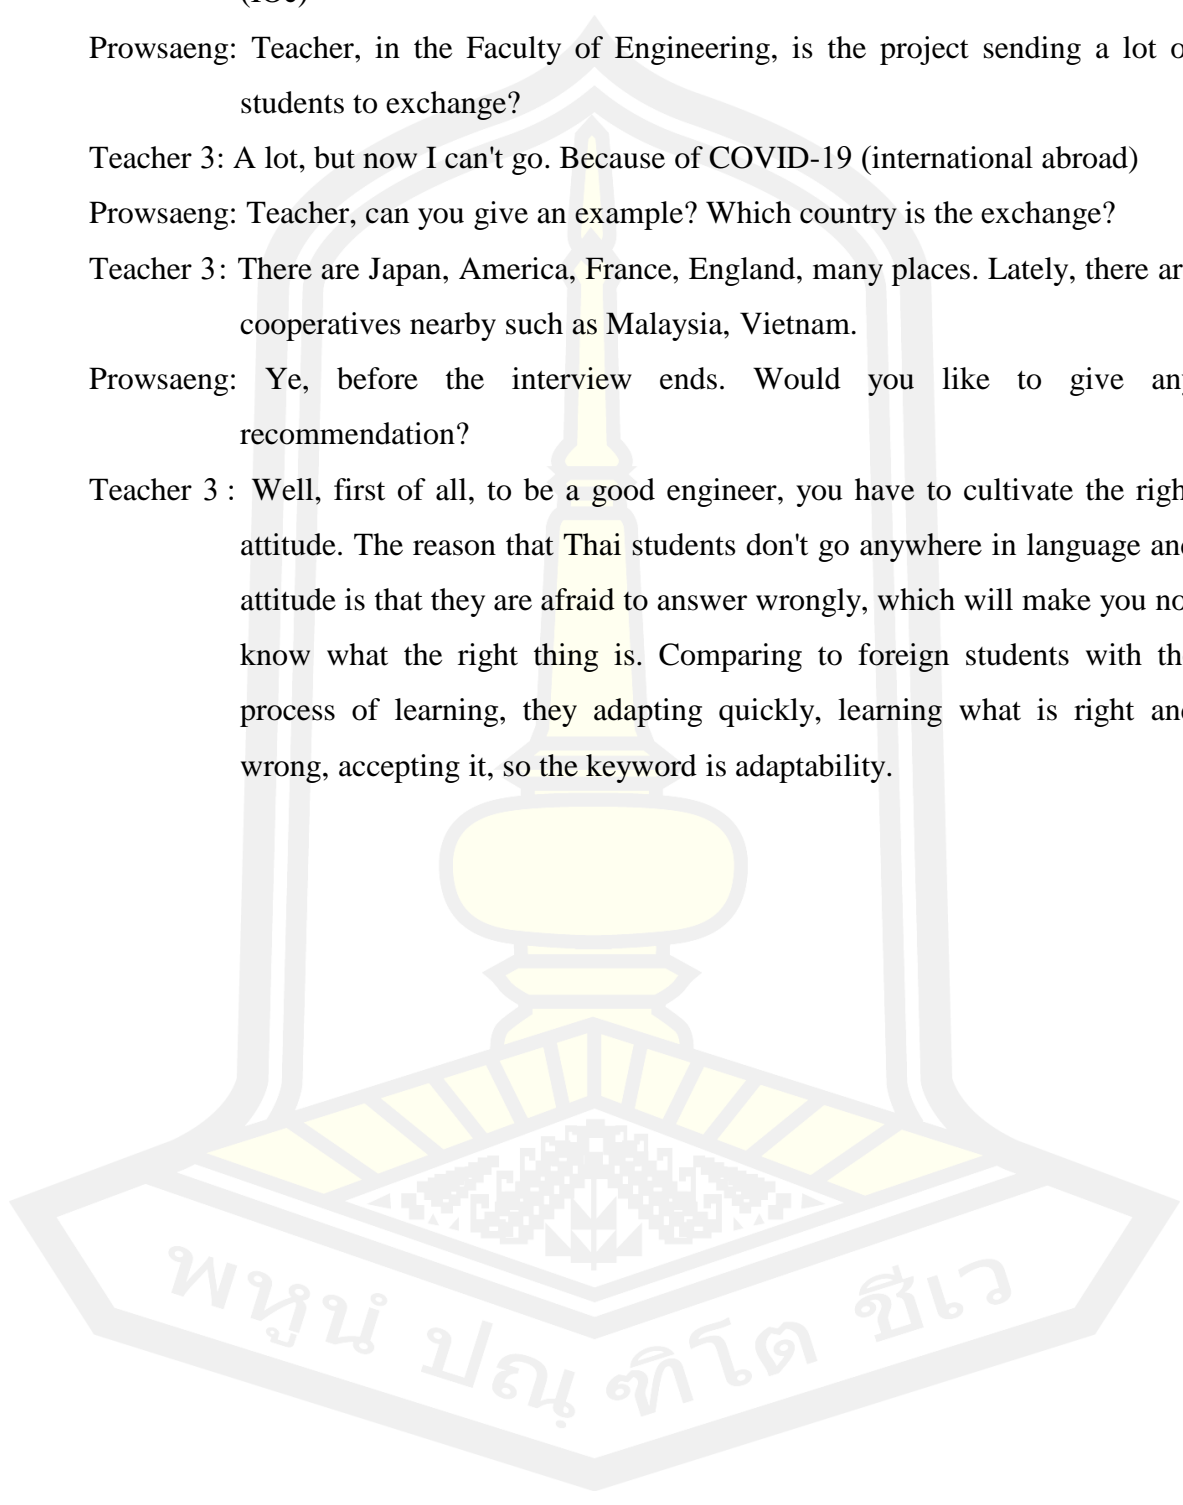 Prowsaeng: Teacher, in the Faculty of Engineering, is the project sending a lot
students to exchange?
Teacher 3: A lot, but now I can't go. Because of COVID-19 (international abroad)
Prowsaeng: Teacher, can you give an example? Which country is the exchange?
Teacher 3: There are Japan, America, France, England, many places. Lately, there
cooperatives nearby such as Malaysia, Vietnam.
Prowsaeng: Ye, before the interview ends. Would you like to give
recommendation?
Teacher 3 : Well, first of all, to be a good engineer, you have to cultivate the
attitude. The reason that Thai students don't go anywhere in language
attitude is that they are afraid to answer wrongly, which will make you
know what the right thing is. Comparing to foreign students with
process of learning, they adapting quickly, learning what is right
wrong, accepting it, so the keyword is adaptability.
พหูนํ ปณฺฑิโต ชีเว